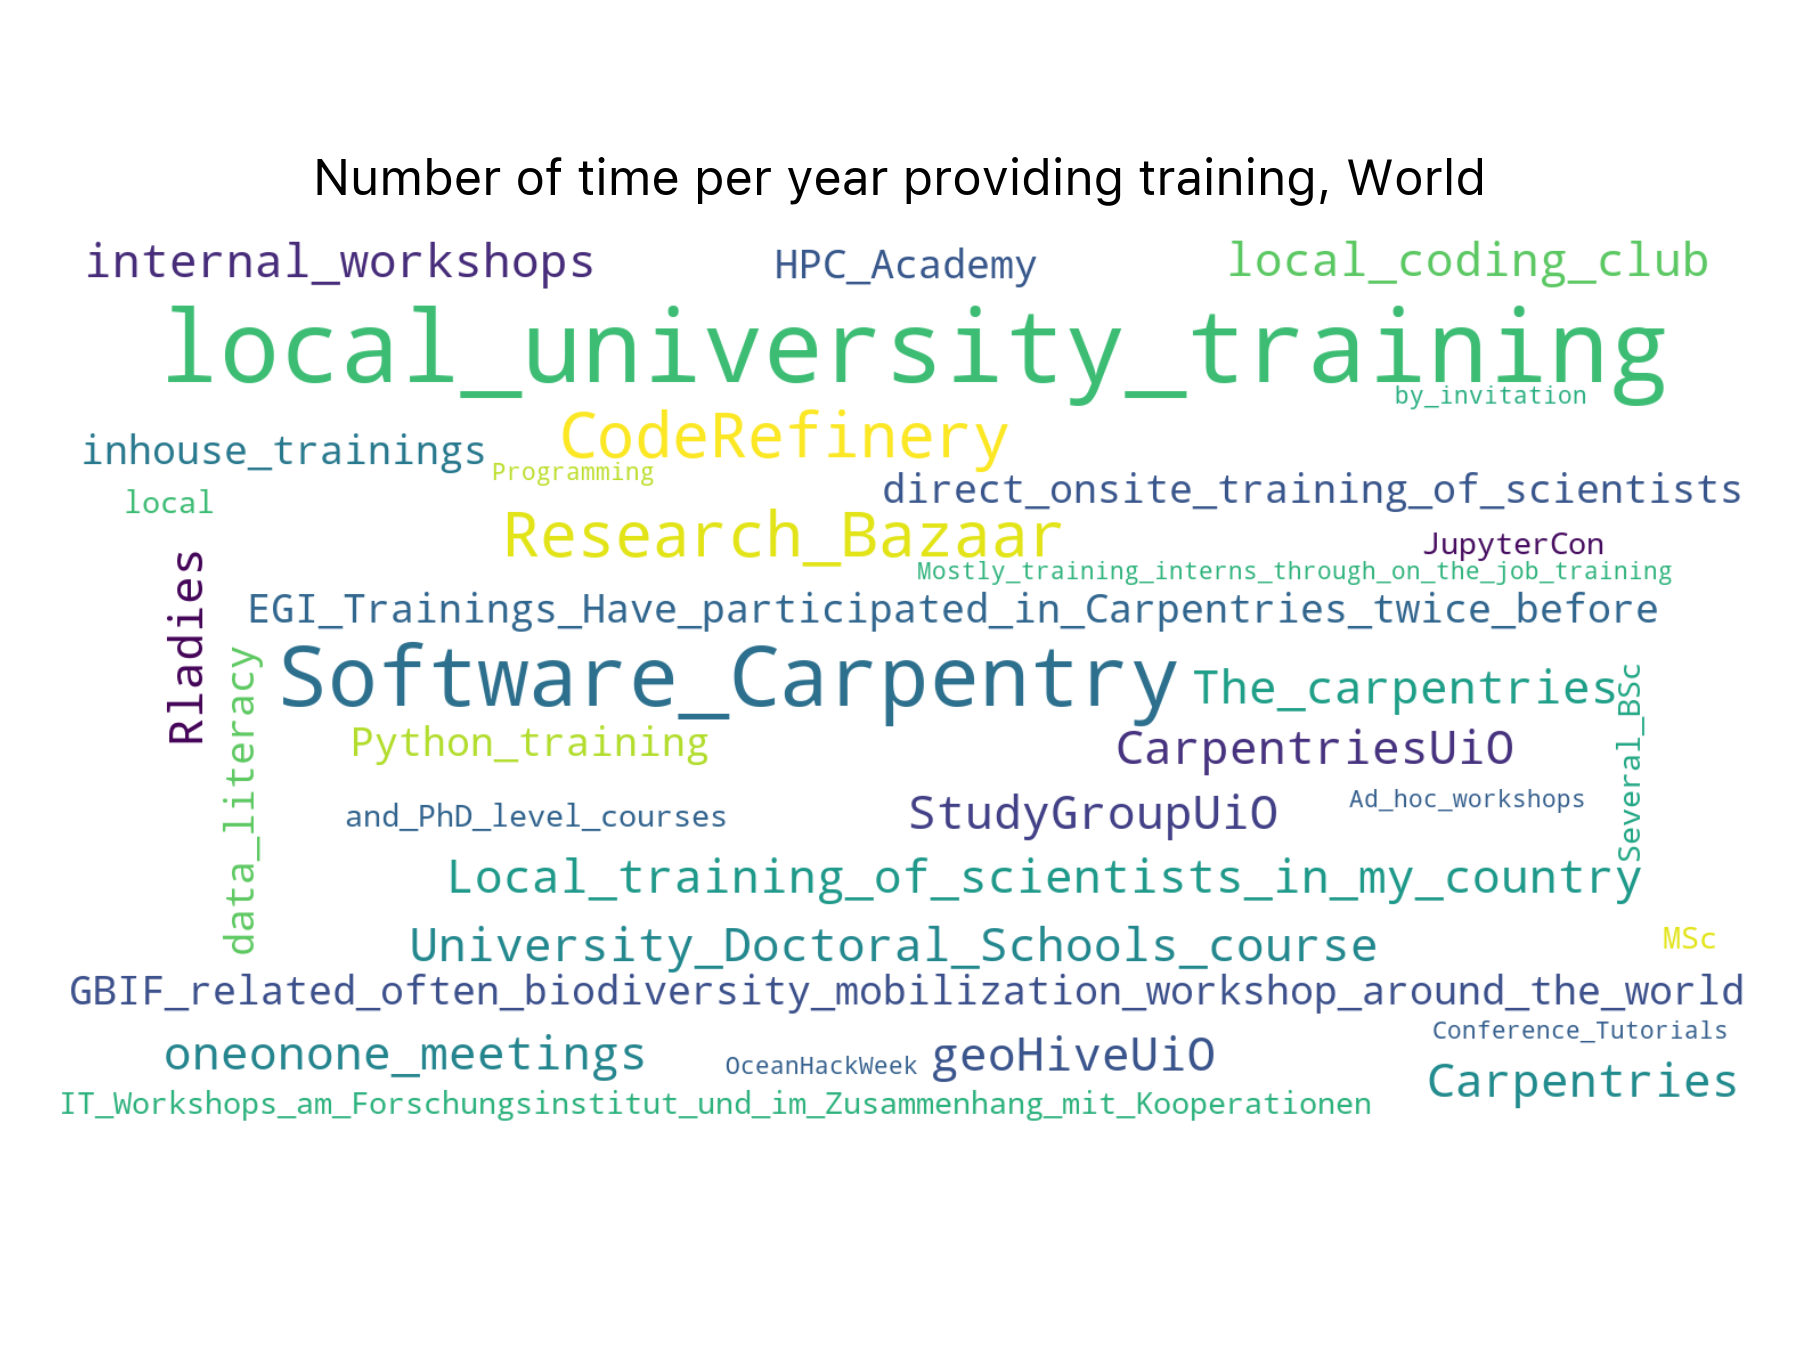 Number of time per year providing training, World
internal_workshops
HPC_Academy
local_coding_club
local_university_training
by_invitation
CodeRefinery
inhouse_trainings
Programming
direct_onsite_training_of_scientists
local
Research_Bazaar
JupyterCon
Mostly_training_interns_through_on_the_job_training
Rladies
EGI_Trainings_Have_participated_in_Carpentries_twice_before
data_literacy
Software_Carpentry
The_carpentries
Several_BSc
Python_training
CarpentriesUiO
and_PhD_level_courses
StudyGroupUiO
Ad_hoc_workshops
Local_training_of_scientists_in_my_country
University_Doctoral_Schools_course
MSc
GBIF_related_often_biodiversity_mobilization_workshop_around_the_world
Conference_Tutorials
oneonone_meetings
OceanHackWeek
geoHiveUiO
Carpentries
IT_Workshops_am_Forschungsinstitut_und_im_Zusammenhang_mit_Kooperationen